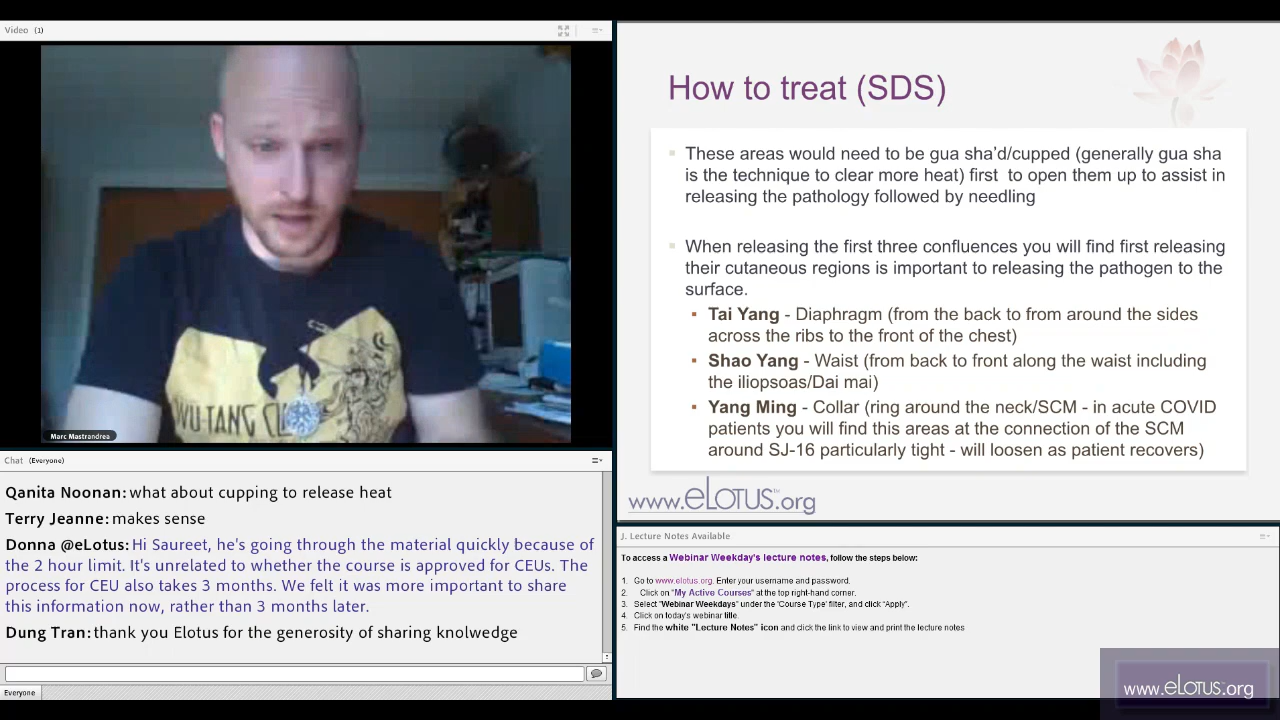 Video (1)
WU-TANG CL
Marc Mastrandrea
Chat (Everyone)
Qanita Noonan: what about cupping to release heat
Terry Jeanne: makes sense
Donna @eLotus: Hi Saureet, he's going through the material quickly because of
the 2 hour limit. It's unrelated to whether the course is approved for CEUs. The
process for CEU also takes 3 months. We felt it was more important to share
this information now, rather than 3 months later.
Dung Tran: thank you Elotus for the generosity of sharing knolwedge
Everyone
How to treat (SDS)
These areas would need to be gua sha'd/cupped (generally gua sha
is the technique to clear more heat) first to open them up to assist in
releasing the pathology followed by needling
When releasing the first three confluences you will find first releasing
their cutaneous regions is important to releasing the pathogen to the
surface.
Tai Yang - Diaphragm (from the back to from around the sides
across the ribs to the front of the chest)
Shao Yang - Waist (from back to front along the waist including
the iliopsoas/Dai mai)
Yang Ming - Collar (ring around the neck/SCM - in acute COVID
patients you will find this areas at the connection of the SCM
around SJ-16 particularly tight - will loosen as patient recovers)
www.eLOTUS.org
J. Lecture Notes Available
To access a Webinar Weekday's lecture notes, follow the steps below:
1. Go to www.elotus.org. Enter your username and password.
2. Click on "My Active Courses" at the top right-hand corner.
3. Select "Webinar Weekdays" under the 'Course Type' filter, and click "Apply".
4. Click on today's webinar title.
5. Find the white "Lecture Notes" icon and click the link to view and print the lecture notes
www.eLOTUS.org